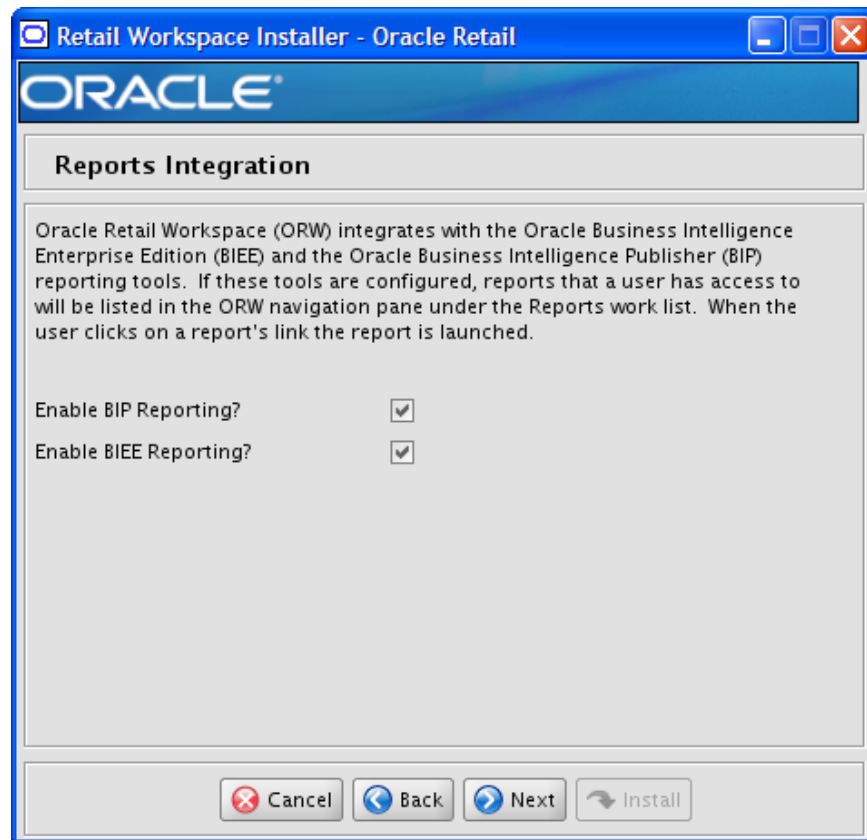 Retail Workspace Installer - Oracle Retail
ORACLE®
Reports Integration
Oracle Retail Workspace (ORW) integrates with the Oracle Business Intelligence
Enterprise Edition (BIEE) and the Oracle Business Intelligence Publisher (BIP)
reporting tools.  If these tools are configured, reports that a user has access to
will be listed in the ORW navigation pane under the Reports work list.  When the
user clicks on a report's link the report is launched.
Enable BIP Reporting?
Enable BIEE Reporting?
Cancel Back Next Install